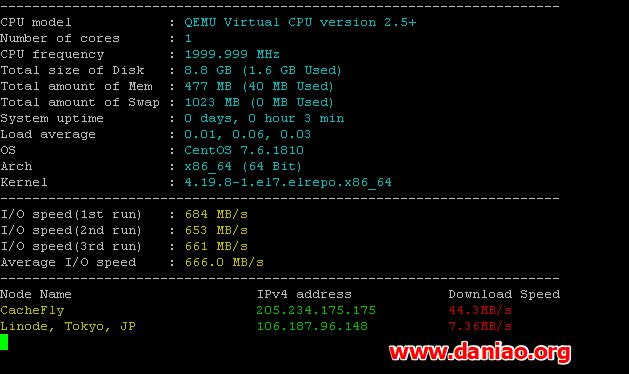 ----------------------------------------------------------------------
CPU model            : QEMU Virtual CPU version 2.5+
Number of cores      : 1
CPU frequency        : 1999.999 MHz
Total size of Disk   : 8.8 GB (1.6 GB Used)
Total amount of Mem  : 477 MB (40 MB Used)
Total amount of Swap : 1023 MB (0 MB Used)
System uptime        : 0 days, 0 hour 3 min
Load average         : 0.01, 0.06, 0.03
OS                   : CentOS 7.6.1810
Arch                 : x86_64 (64 Bit)
Kernel               : 4.19.8-1.el7.elrepo.x86_64
----------------------------------------------------------------------
I/O speed(1st run)   : 684 MB/s
I/O speed(2nd run)   : 653 MB/s
I/O speed(3rd run)   : 661 MB/s
Average I/O speed    : 666.0 MB/s
----------------------------------------------------------------------
Node Name                       IPv4 address            Download Speed
CacheFly                        205.234.175.175         44.3MB/s
Linode, Tokyo, JP               106.187.96.148          7.36MB/s
www.daniao.org